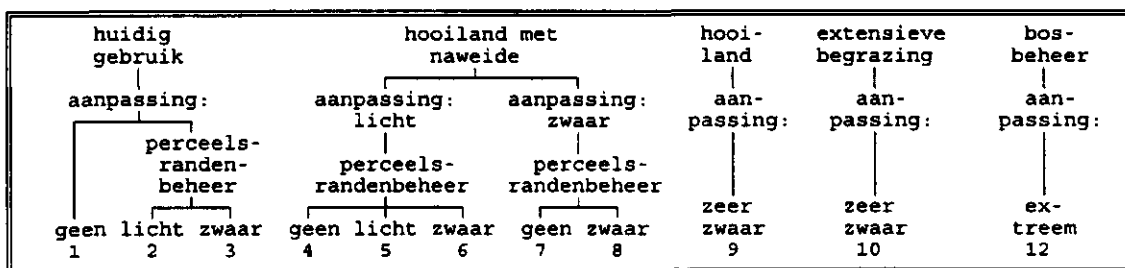 huidig hooiland met hooi- extensieve bos-
gebruik naweide land begrazing beheer
aanpassing: aanpassing: aanpassing: aan- aan- aan-
licht zwaar passing: passing: passing:
perceels-
randen- perceels- perceels-
beheer randenbeheer randenbeheer
zeer zeer ex-
geen licht zwaar geen licht zwaar geen zwaar zwaar zwaar treem
1 2 3 4 5 6 7 8 9 10 12